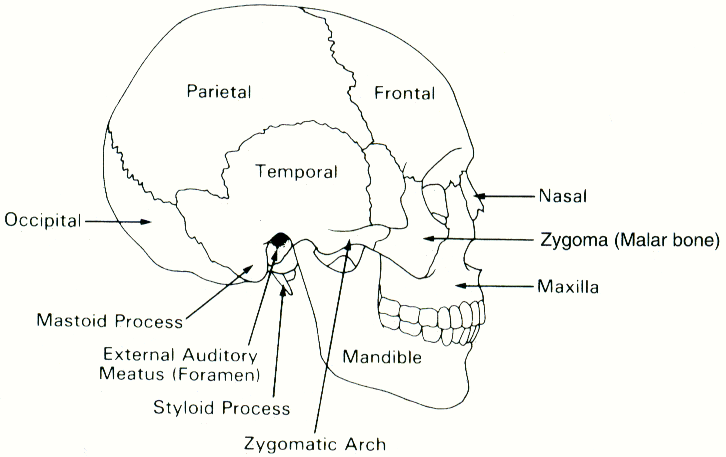 Parietal
Frontal
Temporal
Nasal
Occipital
Zygoma (Malar bone)
Maxilla
Mastoid Process
External Auditory
Meatus (Foramen)
Mandible
Styloid Process
Zygomatic Arch